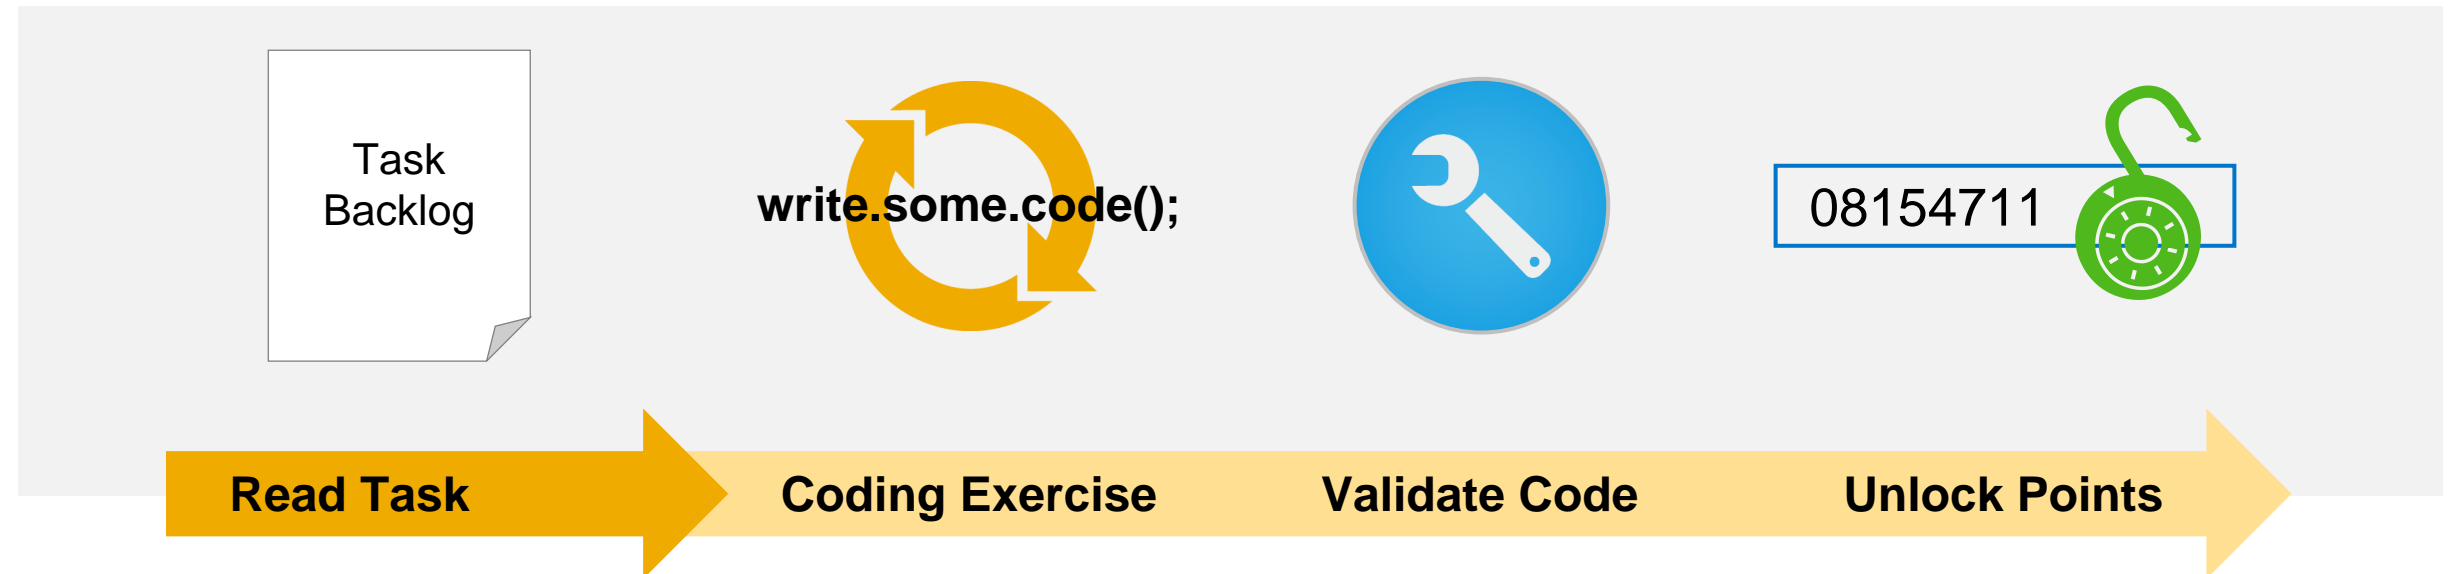 Task
Backlog
write.some.code();
08154711
Read Task
Coding Exercise
Validate Code
Unlock Points